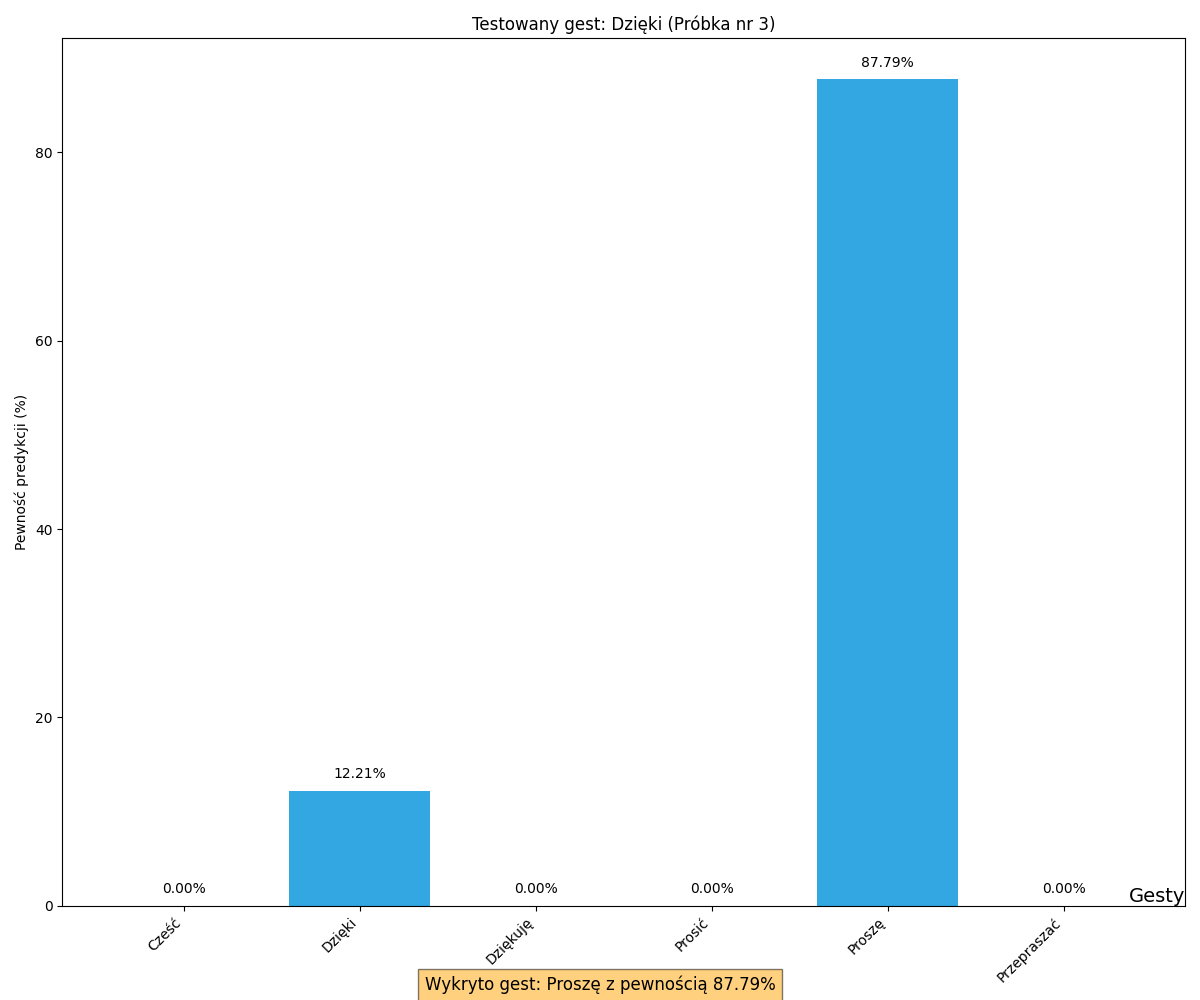 Testowany gest: Dzięki (Próbka nr 3)
Pewność predykcji (%)
80
60
40
20
0
0.00%
12.21%
0.00%
0.00%
87.79%
0.00%
Gesty
Cześć
Dzięki
Dziękuję
Prosić
Proszę
Przepraszać
Wykryto gest: Proszę z pewnością 87.79%